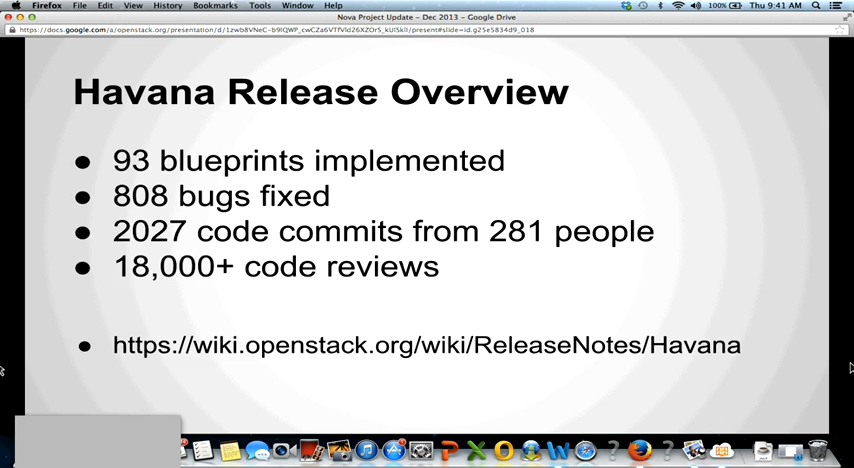 Firefox File Edit View History Bookmarks Tools Window Help 100% Thu 9:41 AM
Nova Project Update - Dec 2013 - Google Drive
Havana Release Overview
● 93 blueprints implemented
● 808 bugs fixed
● 2027 code commits from 281 people
● 18,000+ code reviews
● https://wiki.openstack.org/wiki/ReleaseNotes/Havana